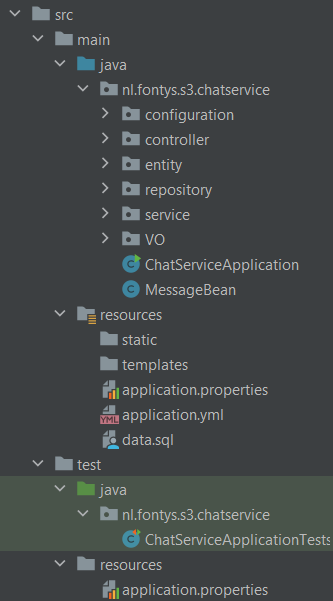 src
main
java
nl.fontys.s3.chatservice
configuration
controller
entity
repository
service
VO
ChatServiceApplication
MessageBean
resources
static
templates
application.properties
application.yml
data.sql
test
java
nl.fontys.s3.chatservice
ChatServiceApplicationTests
resources
application.properties